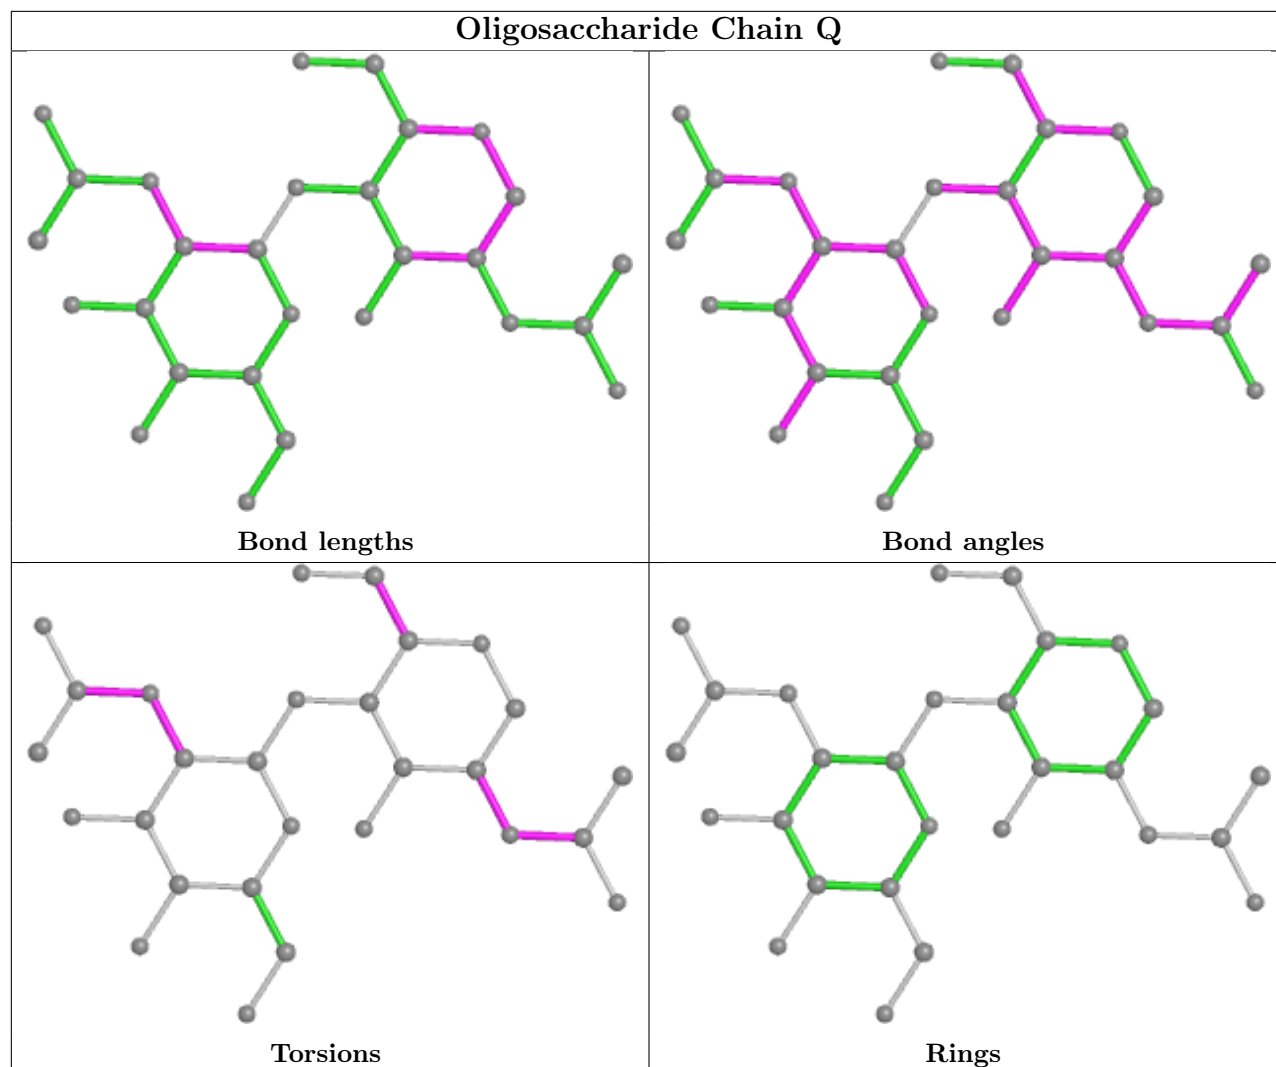 Oligosaccharide Chain Q
Bond lengths
Bond angles
Torsions
Rings